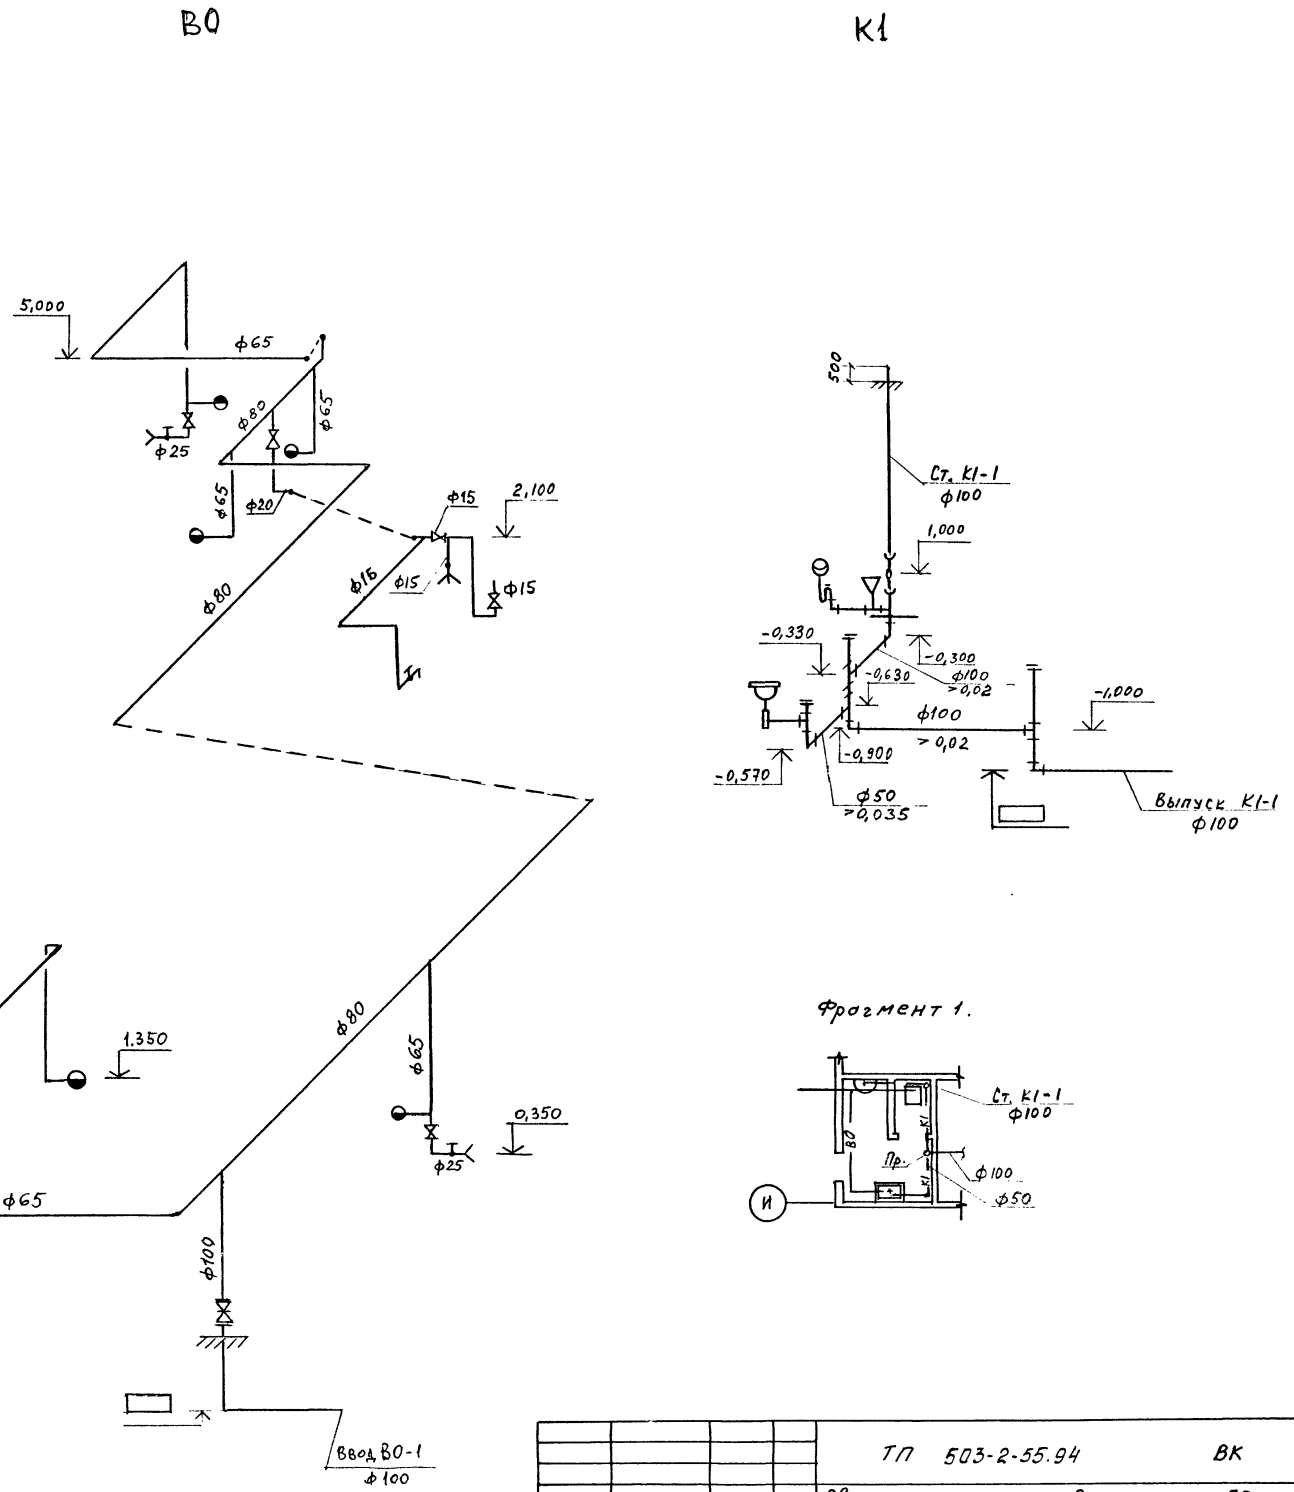 В0
К1
5,000
ф65
ф80
ф65
ф25
ф65
ф20
ф15
2,100
ф15
ф15
ф15
ф80
500
Ст. К1-1
ф100
1,000
-0,330
-0,300
-0,630
ф100
>0,02
-1,000
ф100
>0,02
-0,900
-0,570
ф50
>0,035
Выпуск К1-1
ф100
ф80
ф65
1.350
0,350
ф25
ф65
ф100
Ввод В0-1
ф100
Фрагмент 1.
Ст. К1-1
ф100
К1
В0
Пр.
К1
ф100
ф50
И
ТП 503-2-55.94 ВК